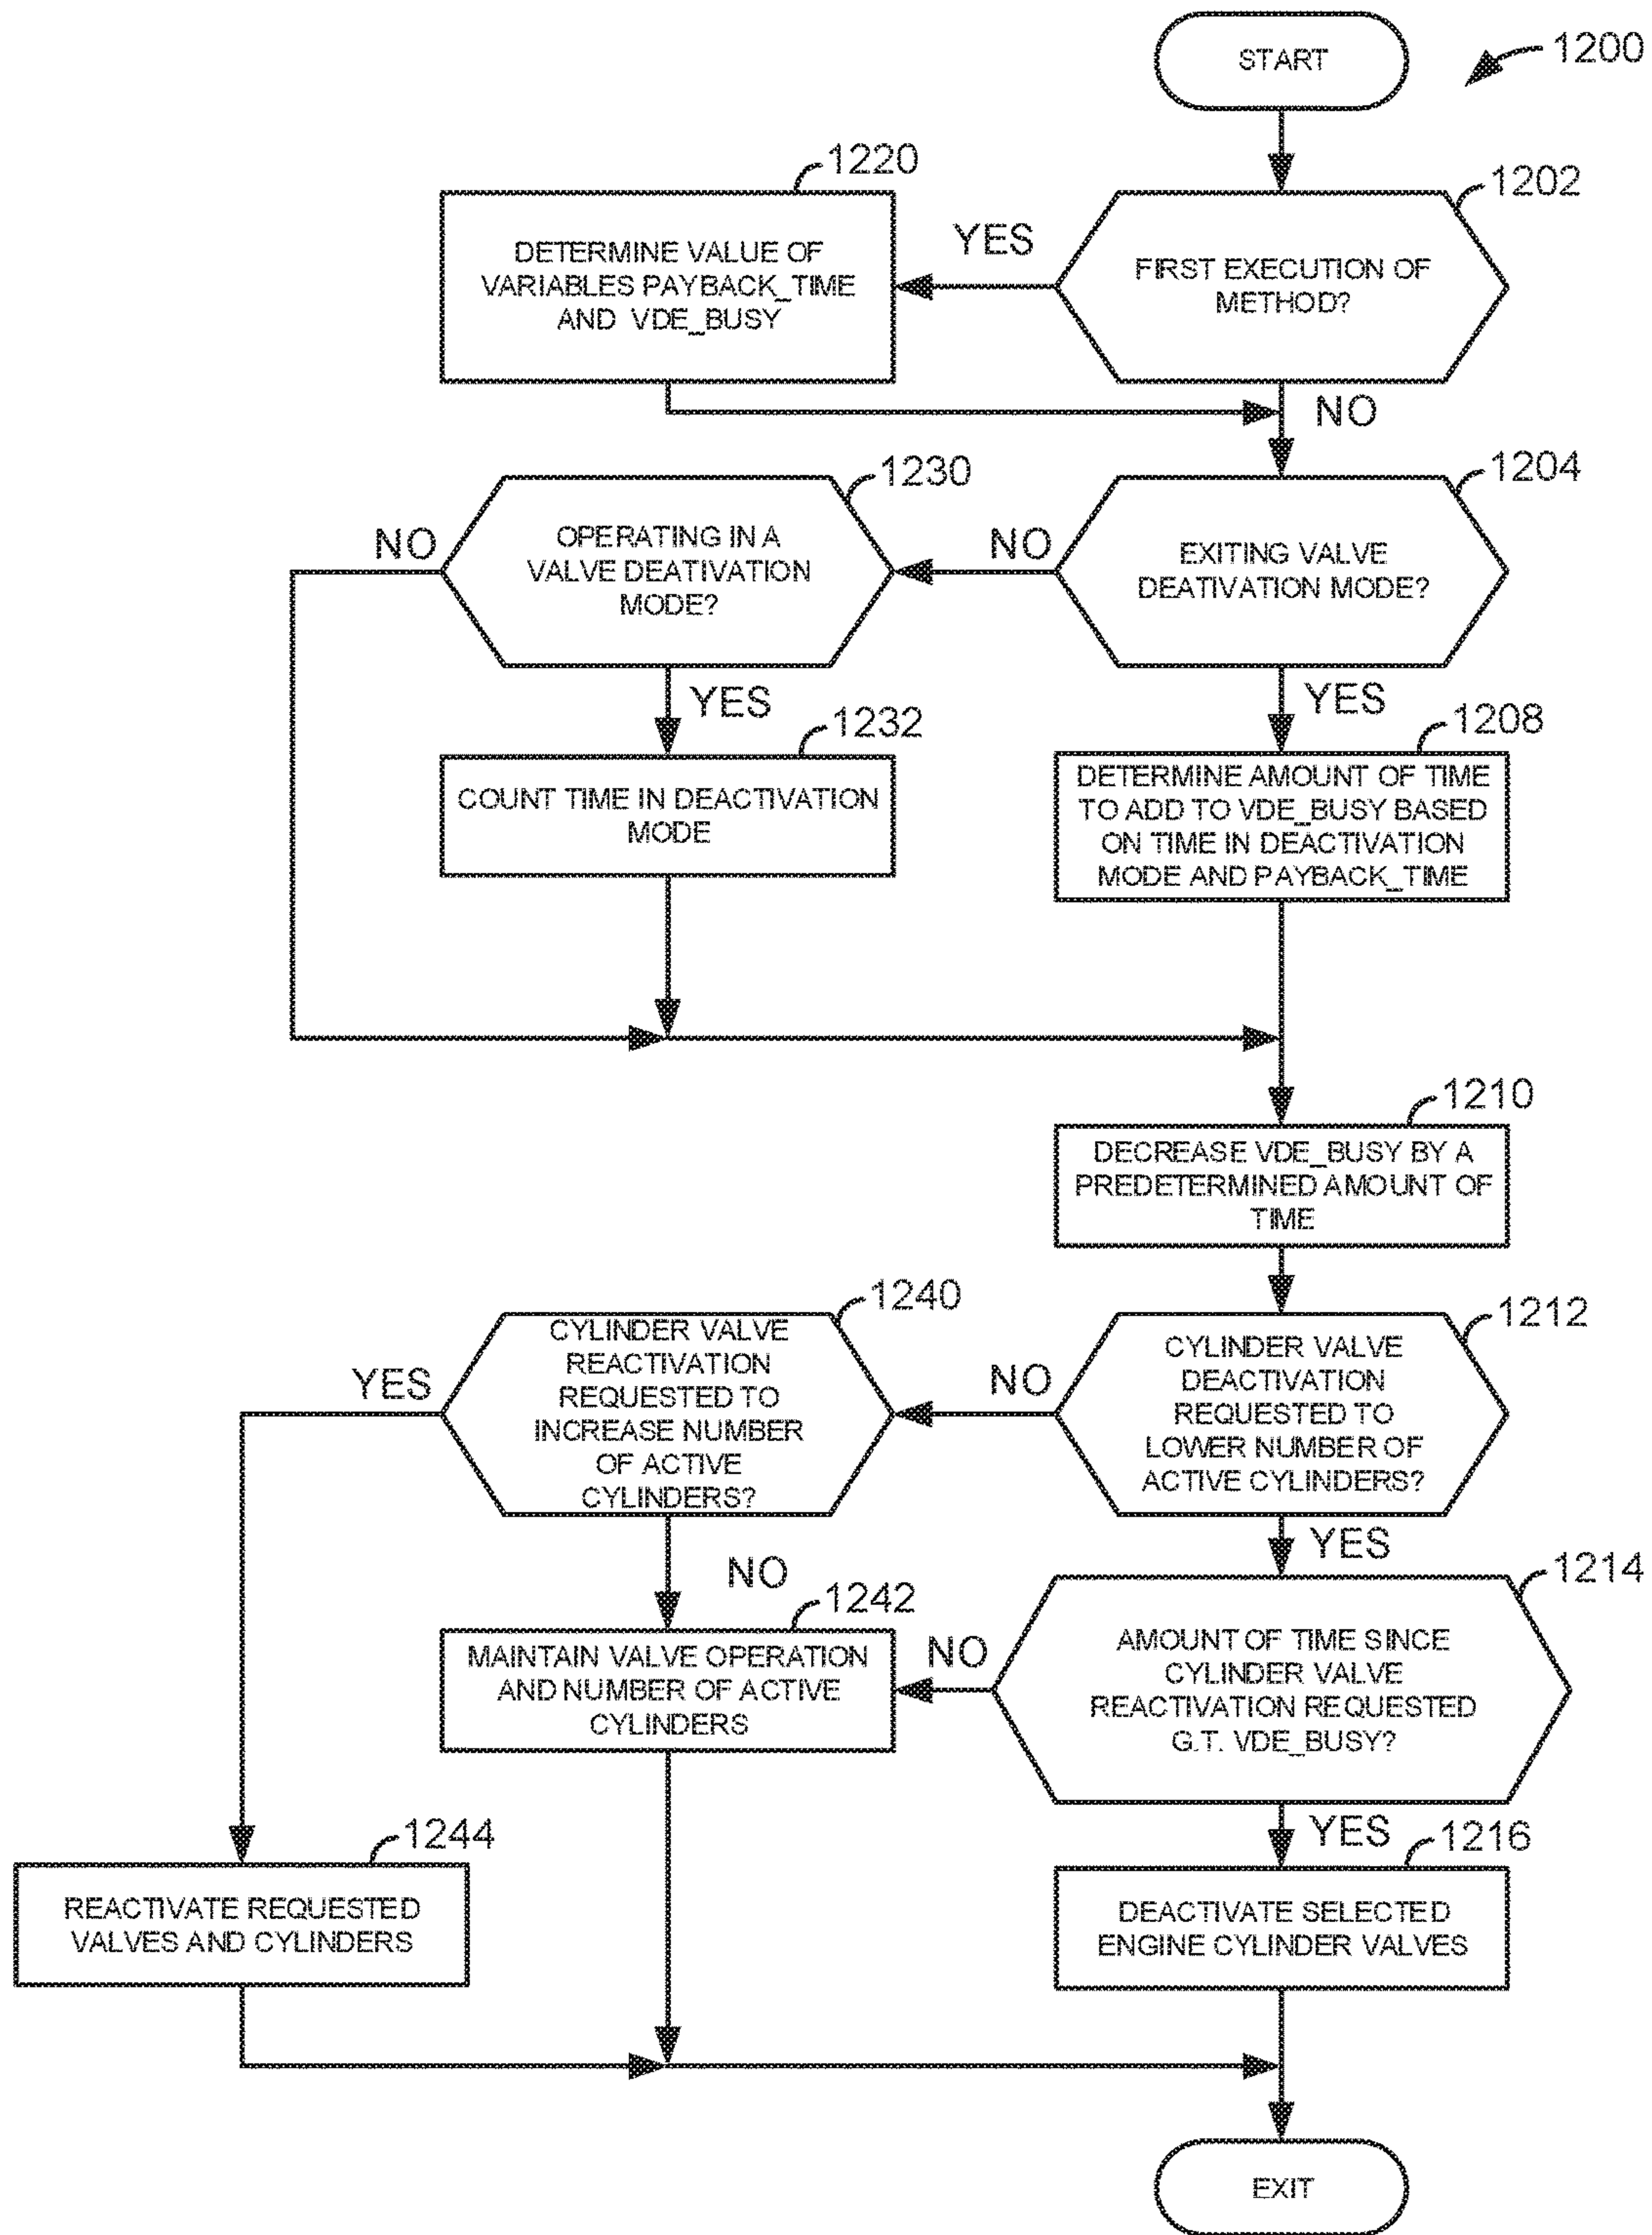 START
1200
1220
1202
DETERMINE VALUE OF
VARIABLES PAYBACK_TIME
AND VDE_BUSY
YES
FIRST EXECUTION OF
METHOD?
NO
1230
1204
NO
OPERATING IN A
VALVE DEATIVATION
MODE?
NO
EXITING VALVE
DEATIVATION MODE?
YES
YES
1232
1208
COUNT TIME IN DEACTIVATION
MODE
DETERMINE AMOUNT OF TIME
TO ADD TO VDE_BUSY BASED
ON TIME IN DEACTIVATION
MODE AND PAYBACK_TIME
1210
DECREASE VDE_BUSY BY A
PREDETERMINED AMOUNT OF
TIME
1240
1212
YES
CYLINDER VALVE
REACTIVATION
REQUESTED TO
INCREASE NUMBER
OF ACTIVE
CYLINDERS?
NO
CYLINDER VALVE
DEACTIVATION
REQUESTED TO
LOWER NUMBER OF
ACTIVE CYLINDERS?
NO
YES
1242
1214
MAINTAIN VALVE OPERATION
AND NUMBER OF ACTIVE
CYLINDERS
NO
AMOUNT OF TIME SINCE
CYLINDER VALVE
REACTIVATION REQUESTED
G.T. VDE_BUSY?
YES
1244
1216
REACTIVATE REQUESTED
VALVES AND CYLINDERS
DEACTIVATE SELECTED
ENGINE CYLINDER VALVES
EXIT